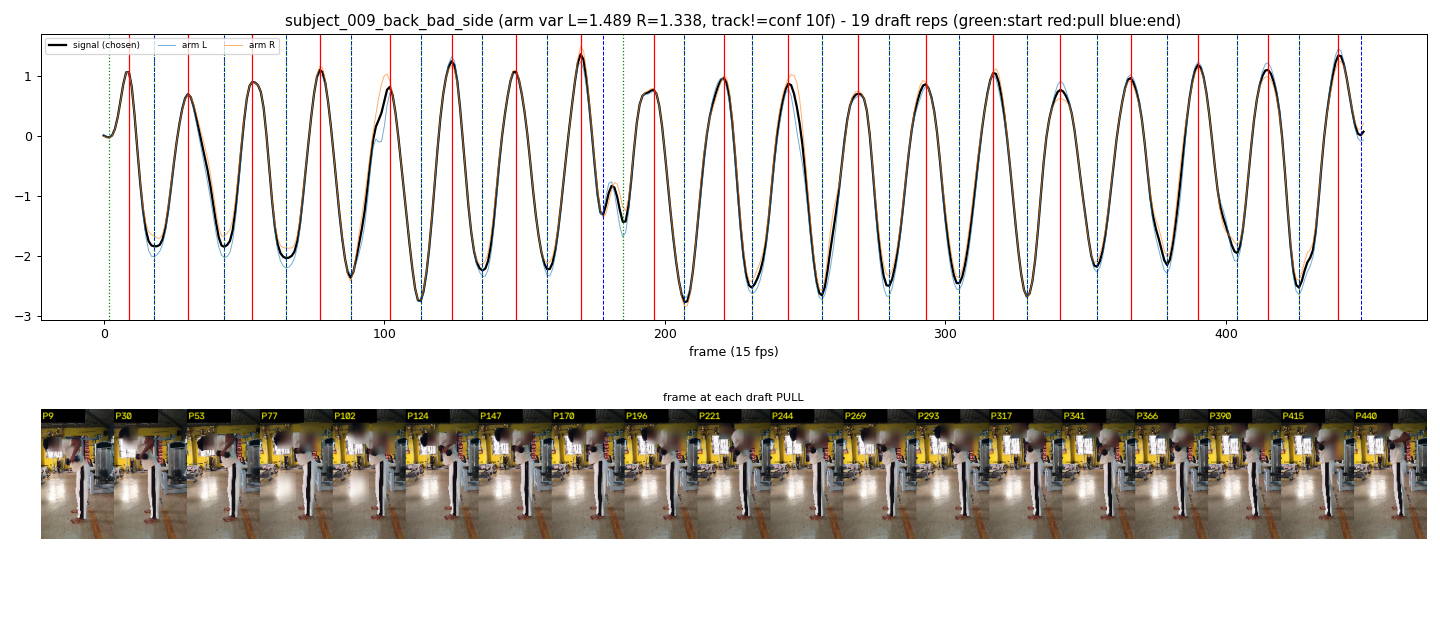 subject_009_back_bad_side (arm var L=1.489 R=1.338, track!=conf 10f) - 19 draft reps (green:start red:pull blue:end)
signal (chosen) arm L arm R
1
0
−1
−2
−3
0 100 200 300 400
frame (15 fps)
frame at each draft PULL
P9 P30 P53 P77 P102 P124 P147 P170 P196 P221 P244 P269 P293 P317 P341 P366 P390 P415 P440